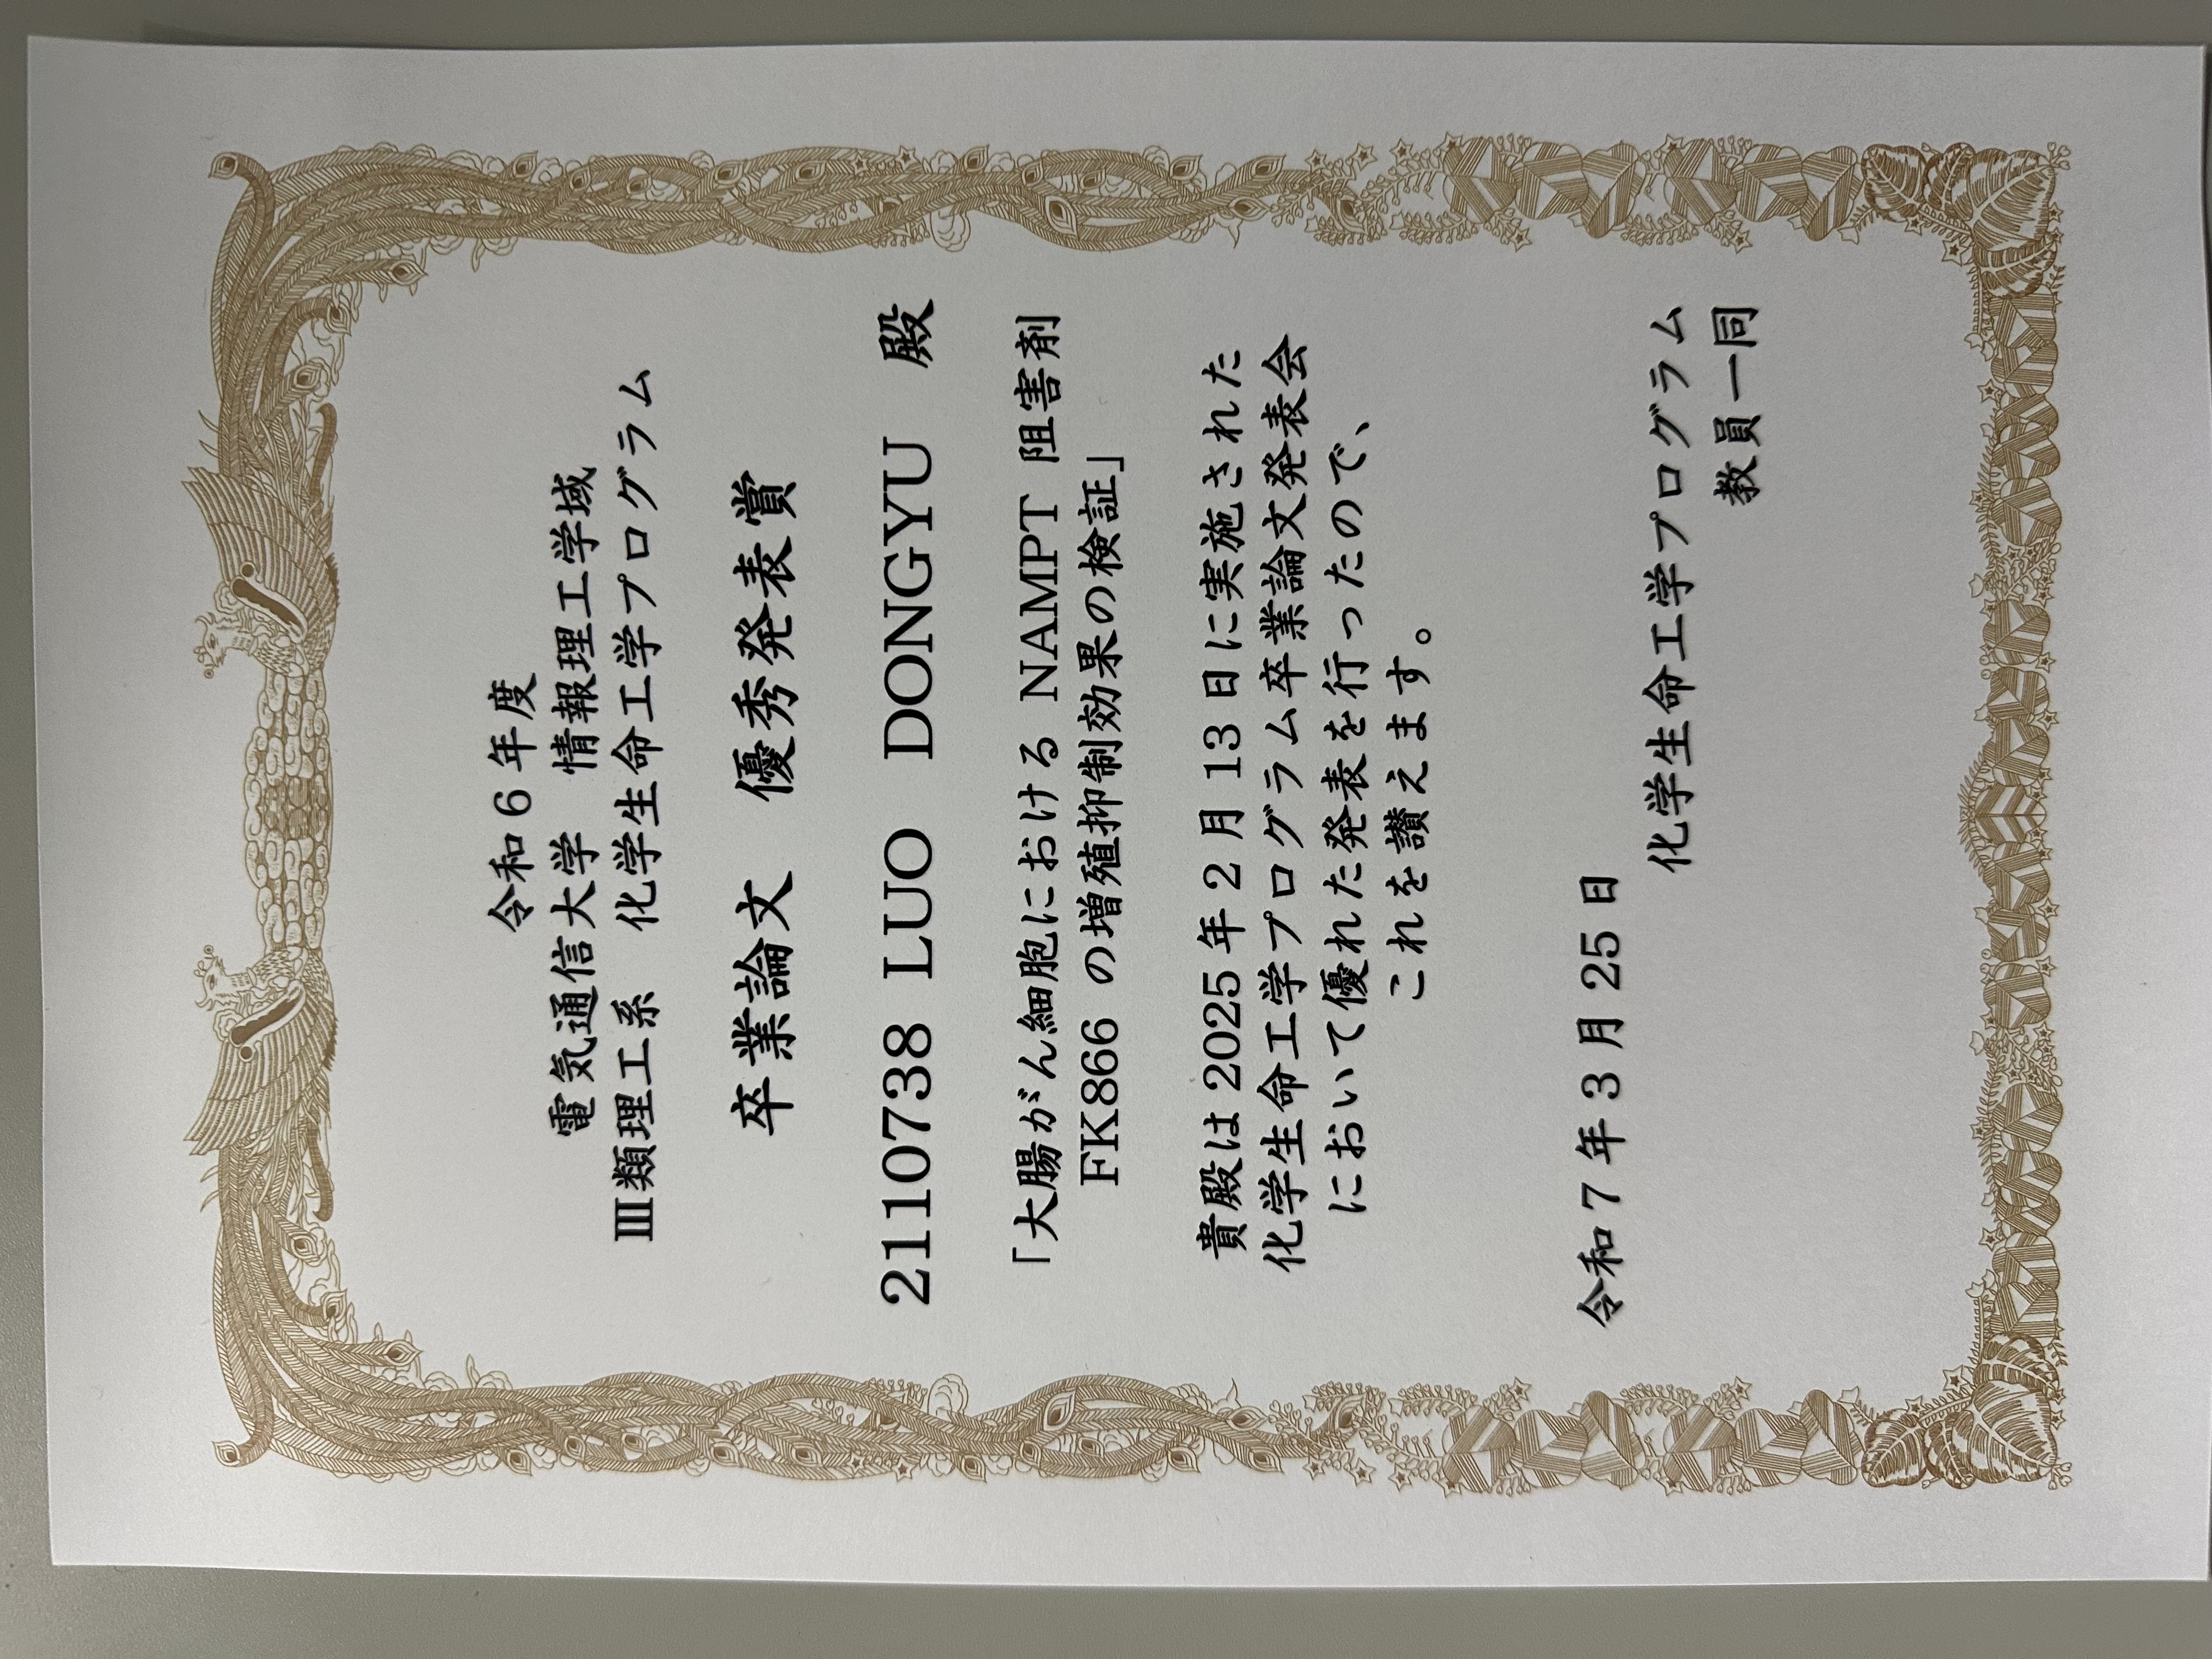 令和6年度
電気通信大学 情報理工学域
Ⅲ類理工系 化学生命工学プログラム
卒業論文 優秀発表賞
2110738 LUO DONGYU 殿
「大腸がん細胞における NAMPT 阻害剤
FK866 の増殖抑制効果の検証」
貴殿は 2025 年 2 月 13 日に実施された
化学生命工学プログラム卒業論文発表会
において優れた発表を行ったので、
これを讃えます。
令和 7 年 3 月 25 日
化学生命工学プログラム
教員一同